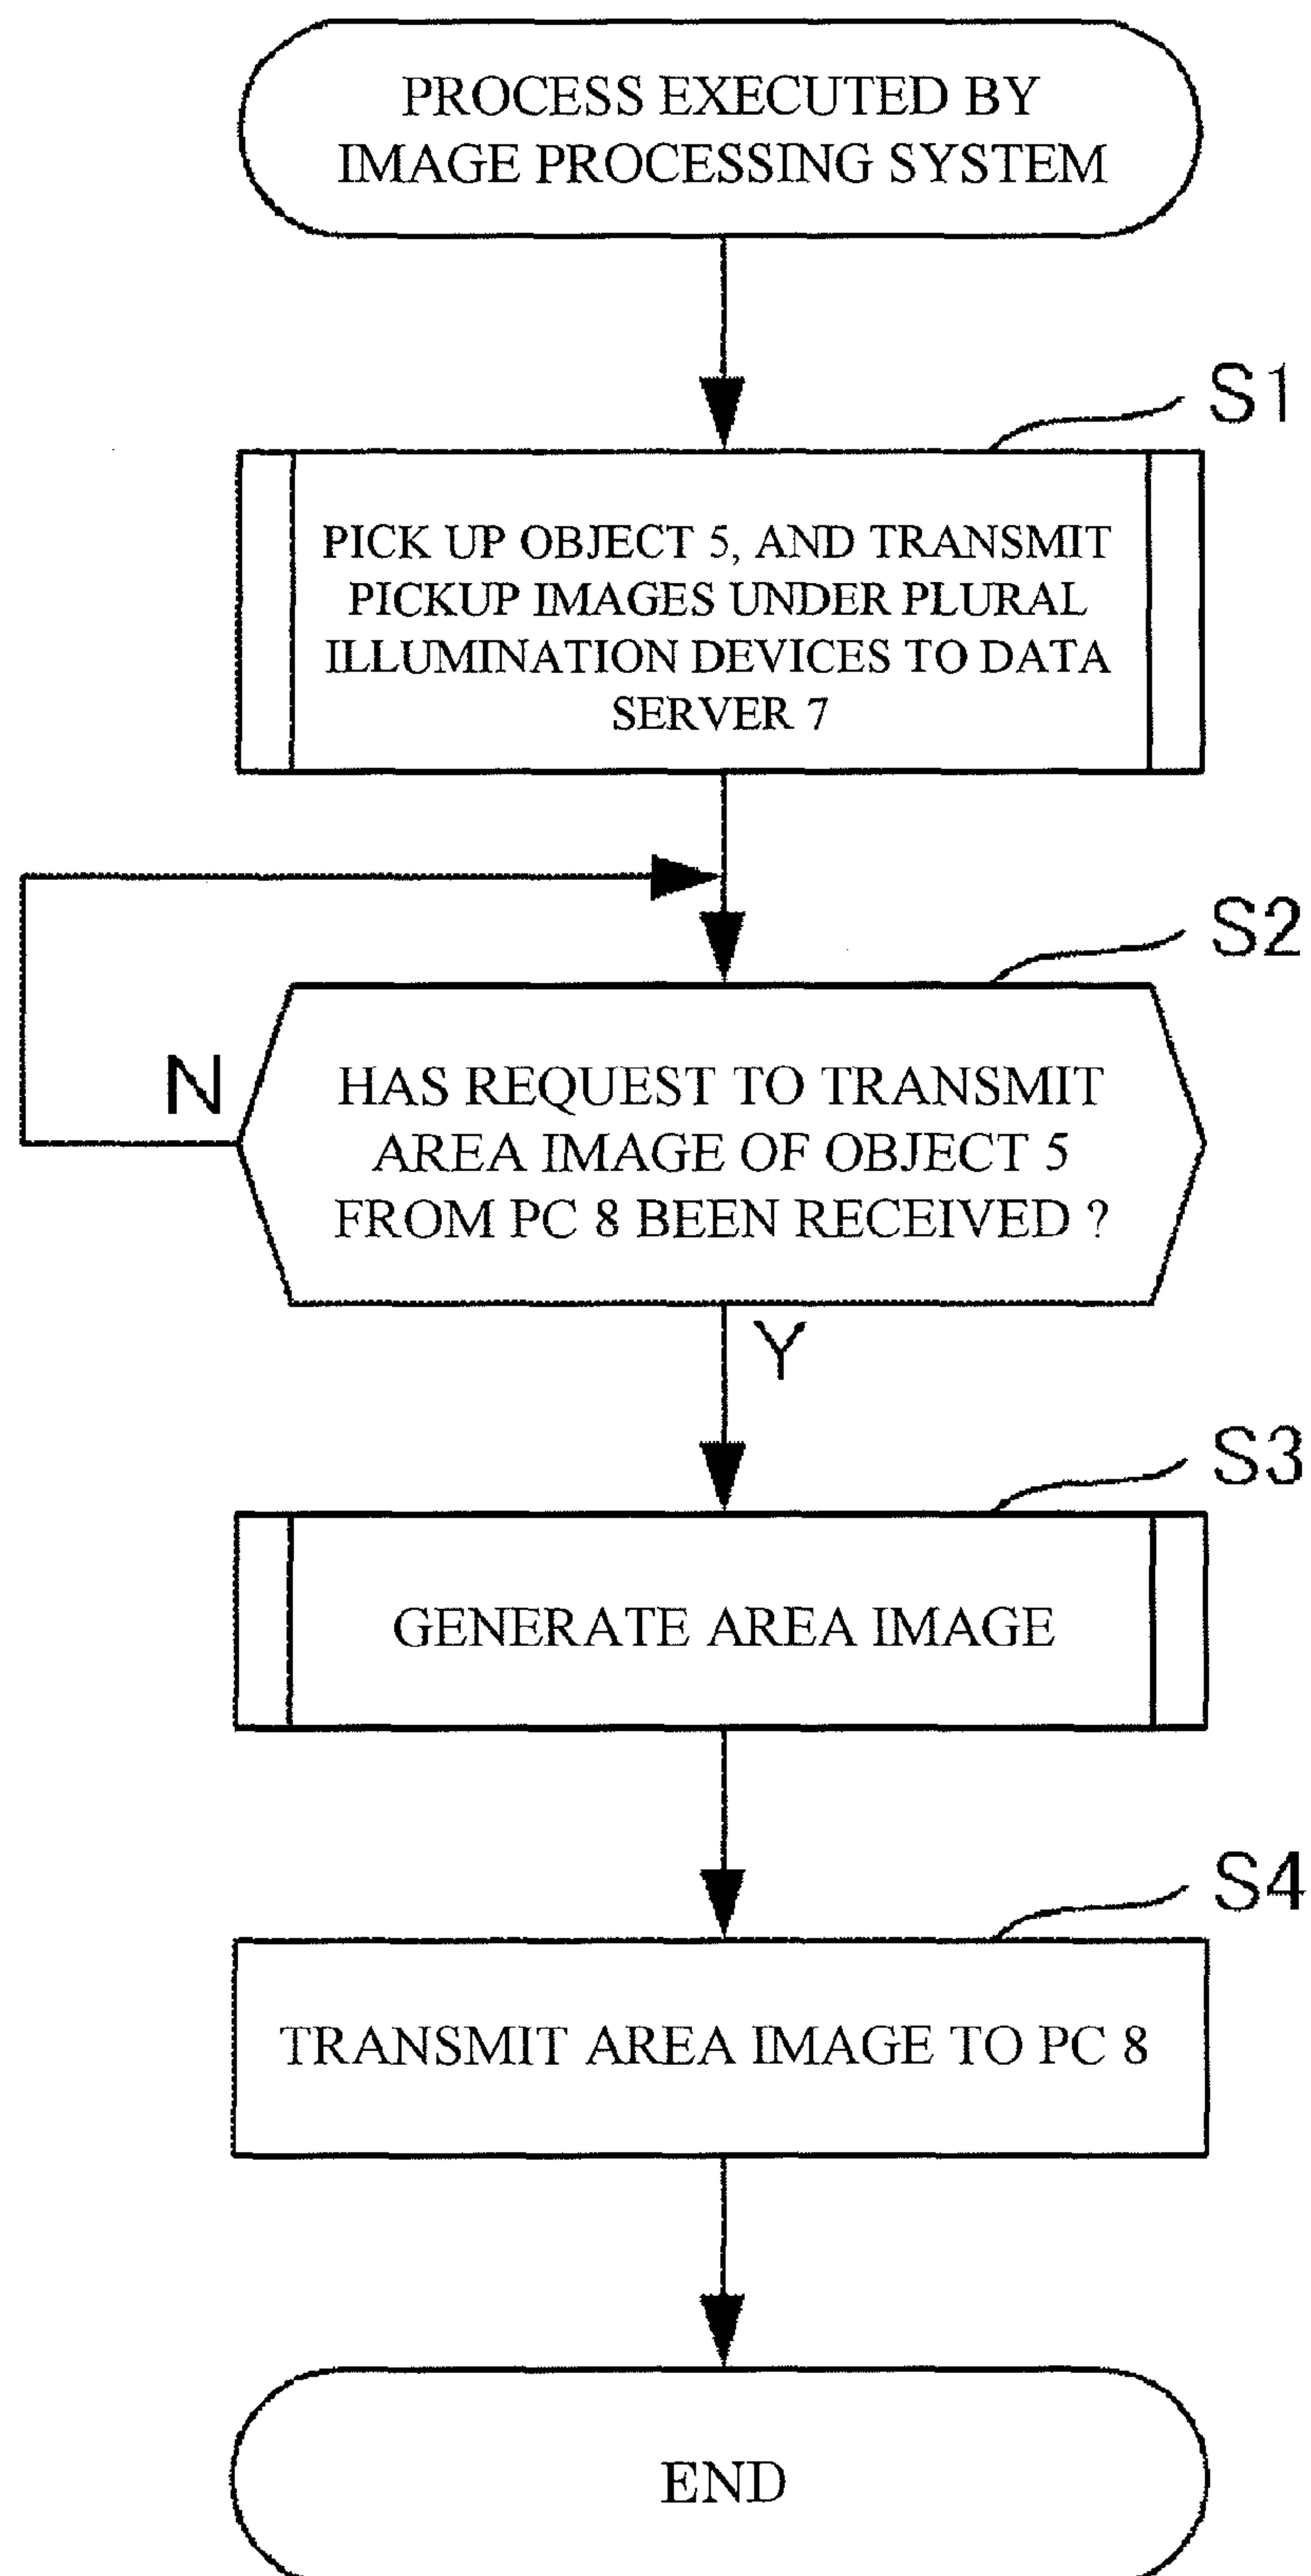 PROCESS EXECUTED BY
IMAGE PROCESSING SYSTEM
S1
PICK UP OBJECT 5, AND TRANSMIT
PICKUP IMAGES UNDER PLURAL
ILLUMINATION DEVICES TO DATA
SERVER 7
S2
N
HAS REQUEST TO TRANSMIT
AREA IMAGE OF OBJECT 5
FROM PC 8 BEEN RECEIVED ?
Y
S3
GENERATE AREA IMAGE
S4
TRANSMIT AREA IMAGE TO PC 8
END